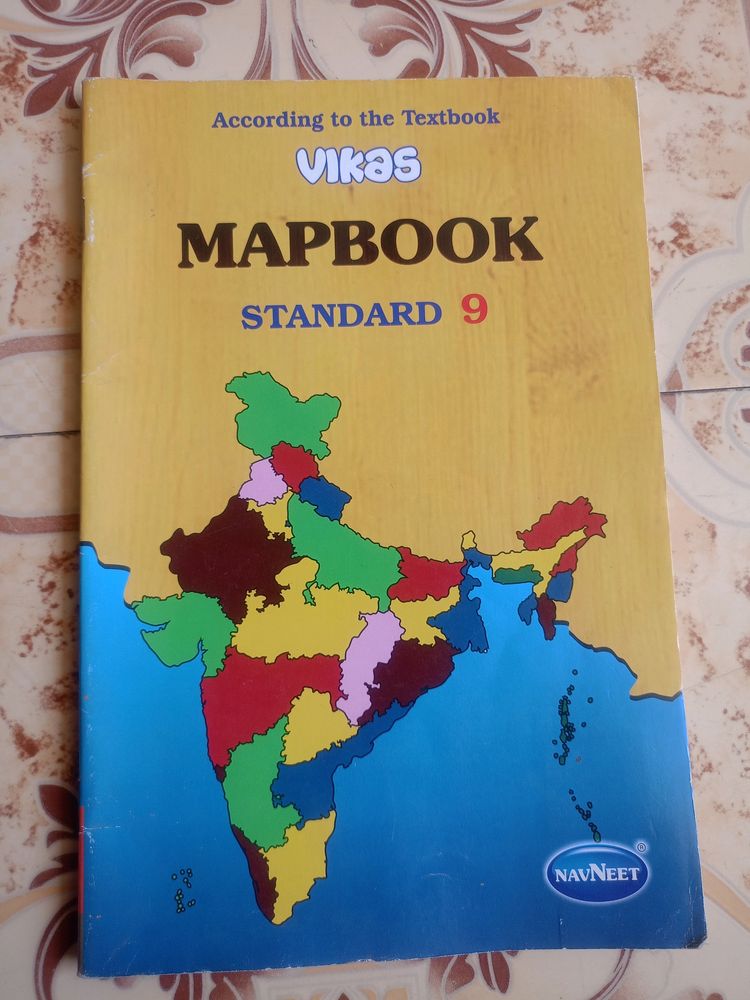 According to the Textbook
VIKAS
MAPBOOK
STANDARD 9
NAVNEET ®